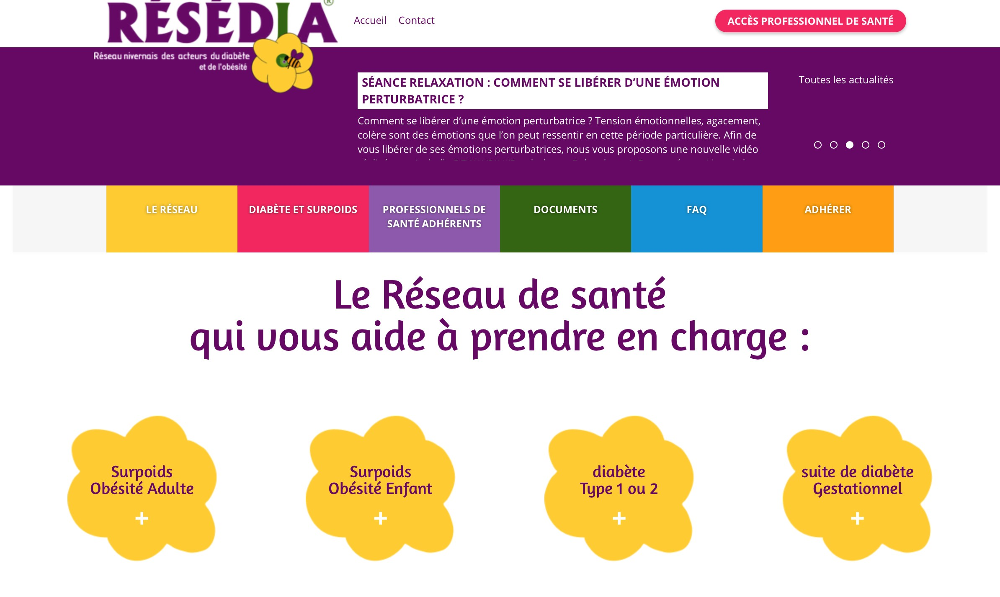 RÉSÉDIA®
Réseau nivernais des acteurs du diabète
et de l'obésité
Accueil Contact
ACCÈS PROFESSIONNEL DE SANTÉ
SÉANCE RELAXATION : COMMENT SE LIBÉRER D’UNE ÉMOTION
PERTURBATRICE ?
Toutes les actualités
Comment se libérer d’une émotion perturbatrice ? Tension émotionnelles, agacement,
colère sont des émotions que l’on peut ressentir en cette période particulière. Afin de
vous libérer de ses émotions perturbatrices, nous vous proposons une nouvelle vidéo
LE RÉSEAU
DIABÈTE ET SURPOIDS
PROFESSIONNELS DE
SANTÉ ADHÉRENTS
DOCUMENTS
FAQ
ADHÉRER
Le Réseau de santé
qui vous aide à prendre en charge :
Surpoids
Obésité Adulte
+
Surpoids
Obésité Enfant
+
diabète
Type 1 ou 2
+
suite de diabète
Gestationnel
+